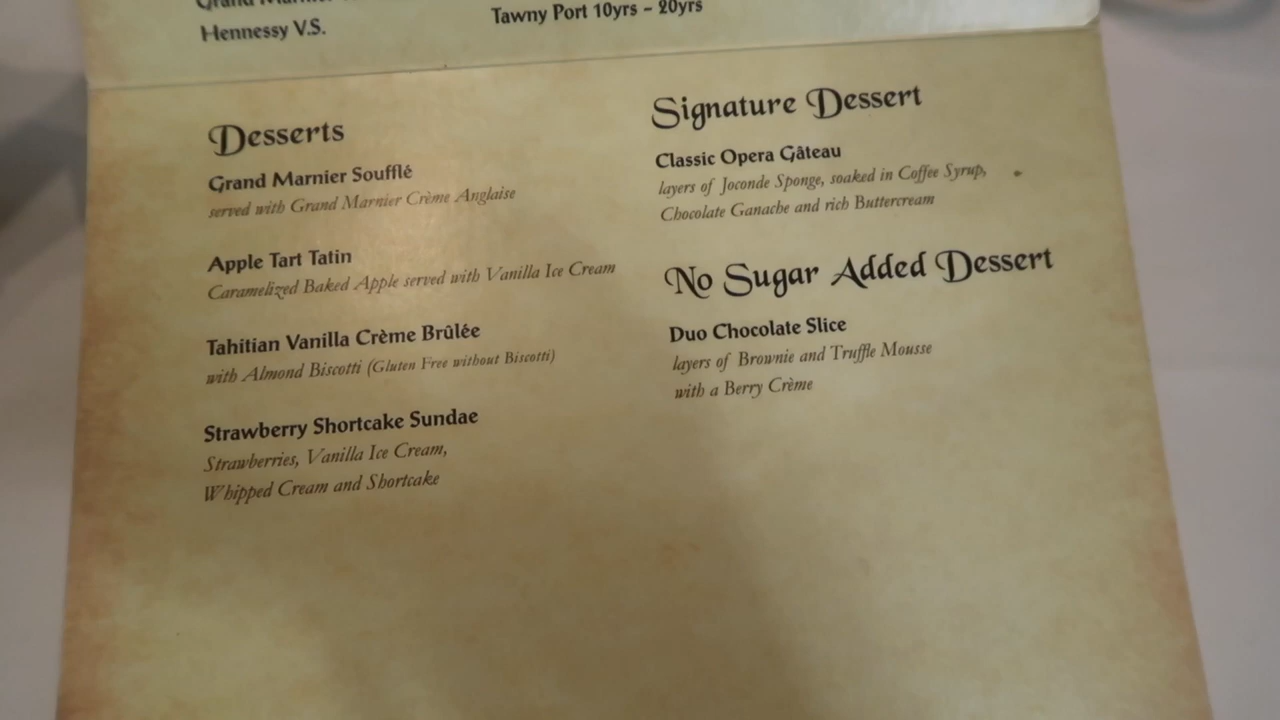 Grand Marnier
Hennessy V.S.
Tawny Port 10yrs – 20yrs
Desserts
Grand Marnier Soufflé
served with Grand Marnier Crème Anglaise
Apple Tart Tatin
Caramelized Baked Apple served with Vanilla Ice Cream
Tahitian Vanilla Crème Brûlée
with Almond Biscotti (Gluten Free without Biscotti)
Strawberry Shortcake Sundae
Strawberries, Vanilla Ice Cream,
Whipped Cream and Shortcake
Signature Dessert
Classic Opera Gâteau
layers of Joconde Sponge, soaked in Coffee Syrup,
Chocolate Ganache and rich Buttercream
No Sugar Added Dessert
Duo Chocolate Slice
layers of Brownie and Truffle Mousse
with a Berry Crème